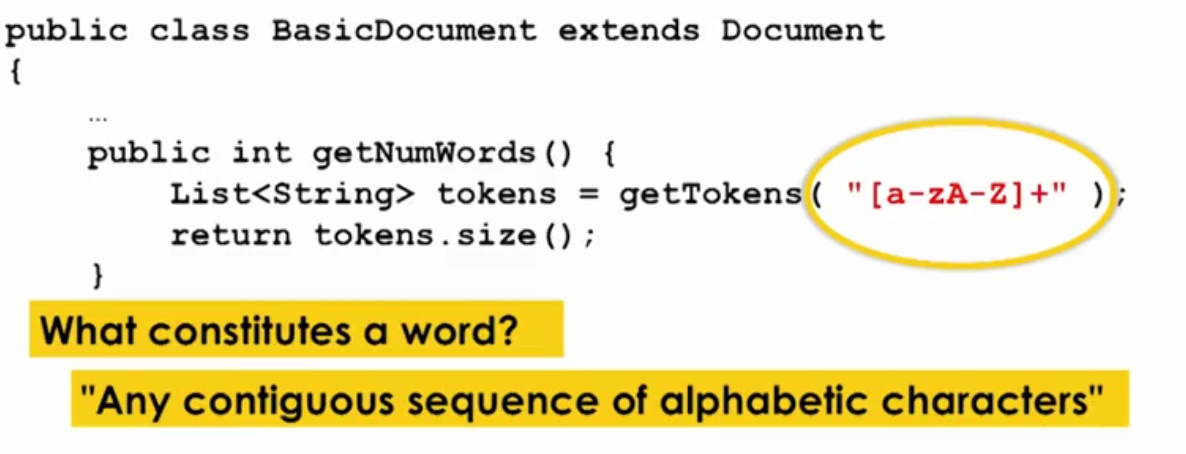 public class BasicDocument extends Document
{
...
public int getNumWords() {
List<String> tokens = getTokens( "[a-zA-Z]+" );
return tokens.size();
}
What constitutes a word?
"Any contiguous sequence of alphabetic characters"